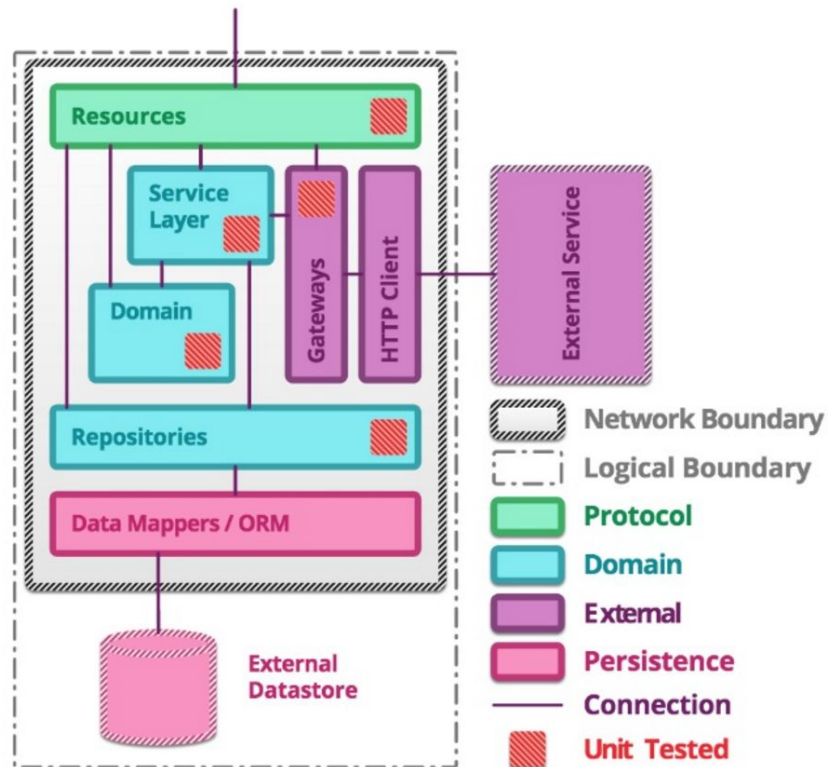 Resources
Service
Layer
Domain
Gateways
HTTP Client
External Service
Repositories
Data Mappers / ORM
External
Datastore
Network Boundary
Logical Boundary
Protocol
Domain
External
Persistence
Connection
Unit Tested